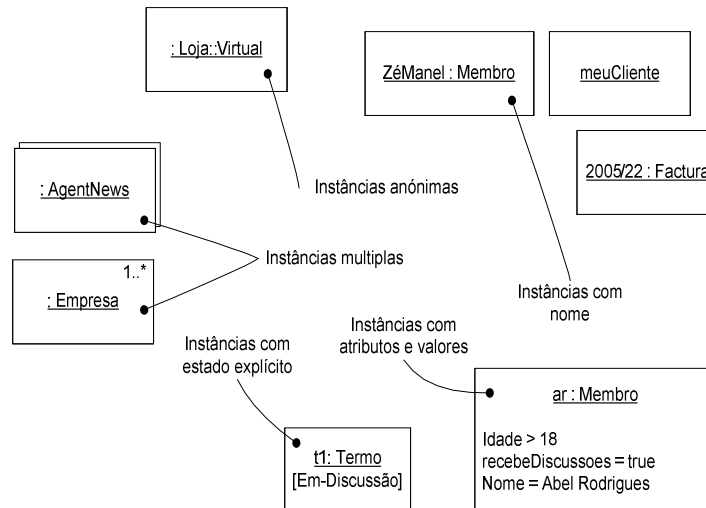 : Loja::Virtual
ZéManel : Membro
meuCliente
2005/22 : Factura
: AgentNews
Instâncias anónimas
Instâncias multiplas
1..*
: Empresa
Instâncias com
nome
Instâncias com
estado explícito
Instâncias com
atributos e valores
t1: Termo
[Em-Discussão]
ar : Membro
Idade > 18
recebeDiscussoes = true
Nome = Abel Rodrigues